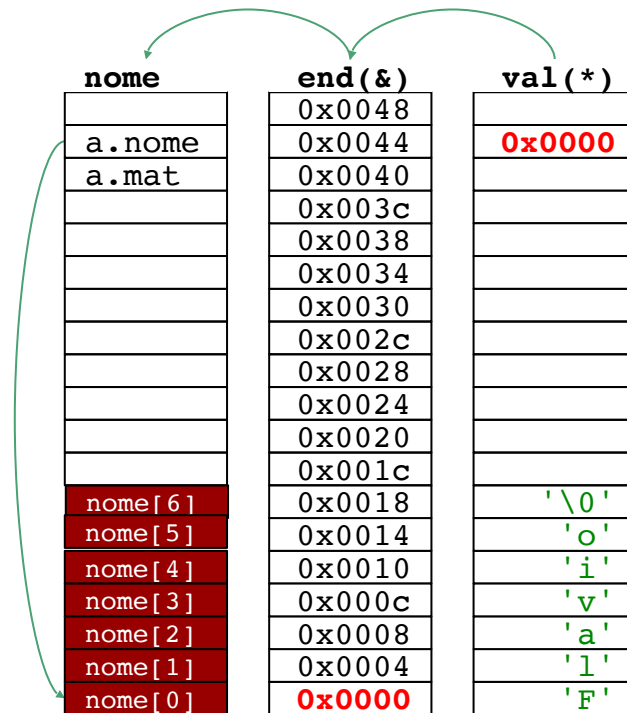 nome end(&) val(*)
0x0048
a.nome 0x0044 0x0000
a.mat 0x0040
0x003c
0x0038
0x0034
0x0030
0x002c
0x0028
0x0024
0x0020
0x001c
nome[6] 0x0018 '\0'
nome[5] 0x0014 'o'
nome[4] 0x0010 'i'
nome[3] 0x000c 'v'
nome[2] 0x0008 'a'
nome[1] 0x0004 'l'
nome[0] 0x0000 'F'